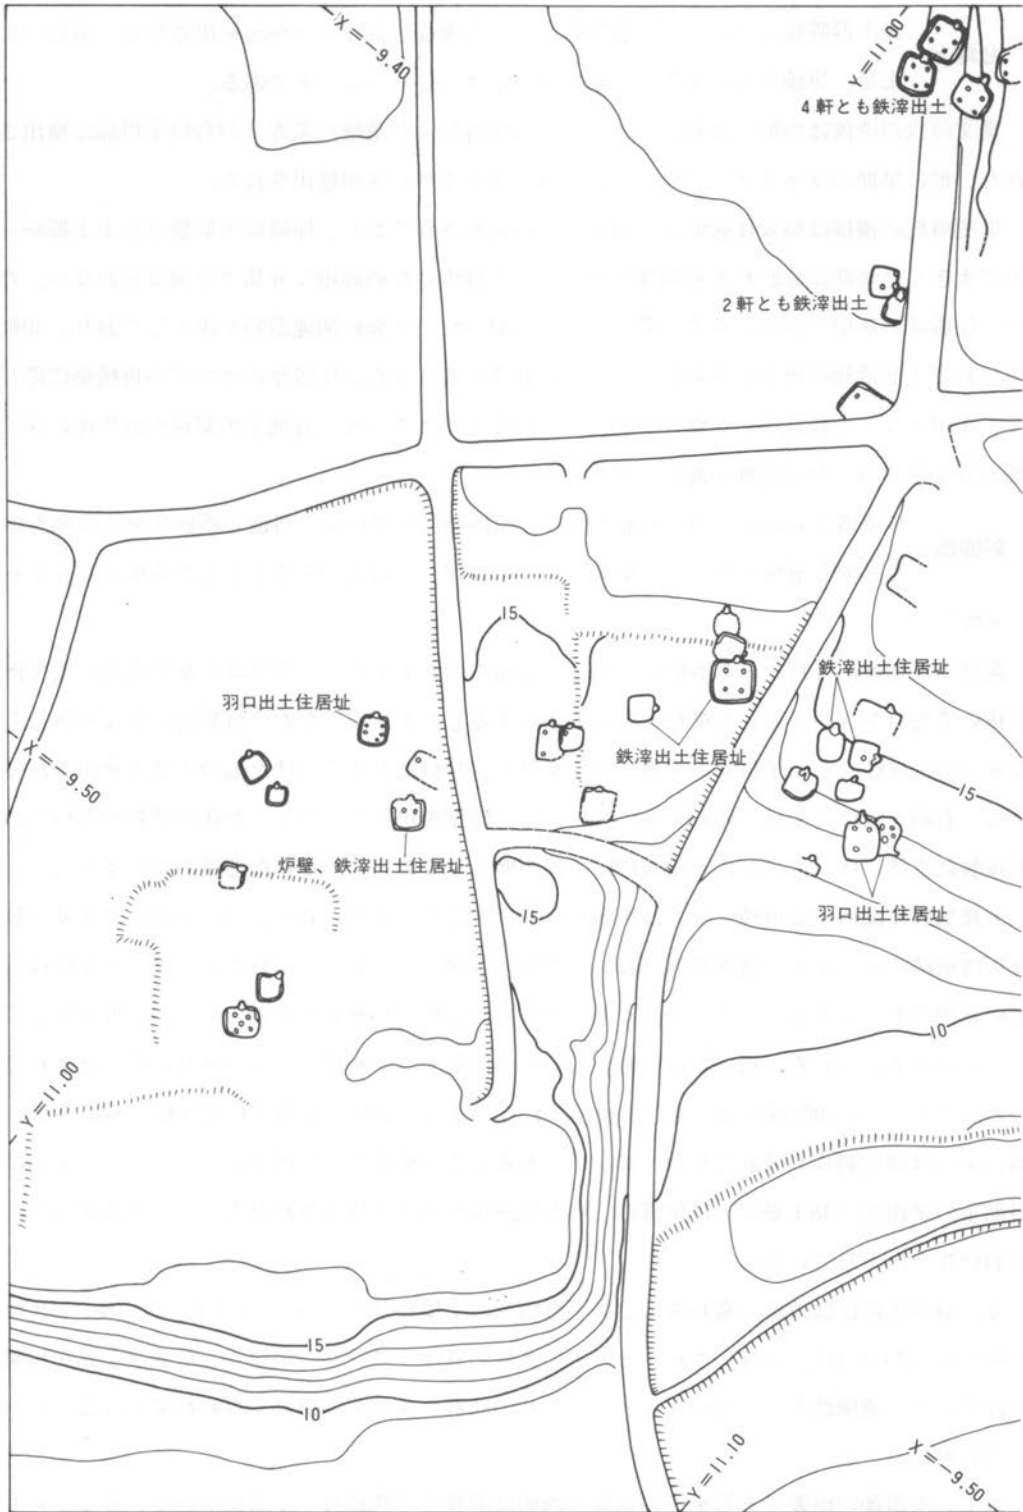 X=-9.40
Y=11.00
4軒とも鉄滓出土
2軒とも鉄滓出土
15
鉄滓出土住居址
羽口出土住居址
鉄滓出土住居址
X=-9.50
15
炉壁、鉄滓出土住居址
15
羽口出土住居址
10
Y=11.00
15
10
Y=11.10
X=-9.50